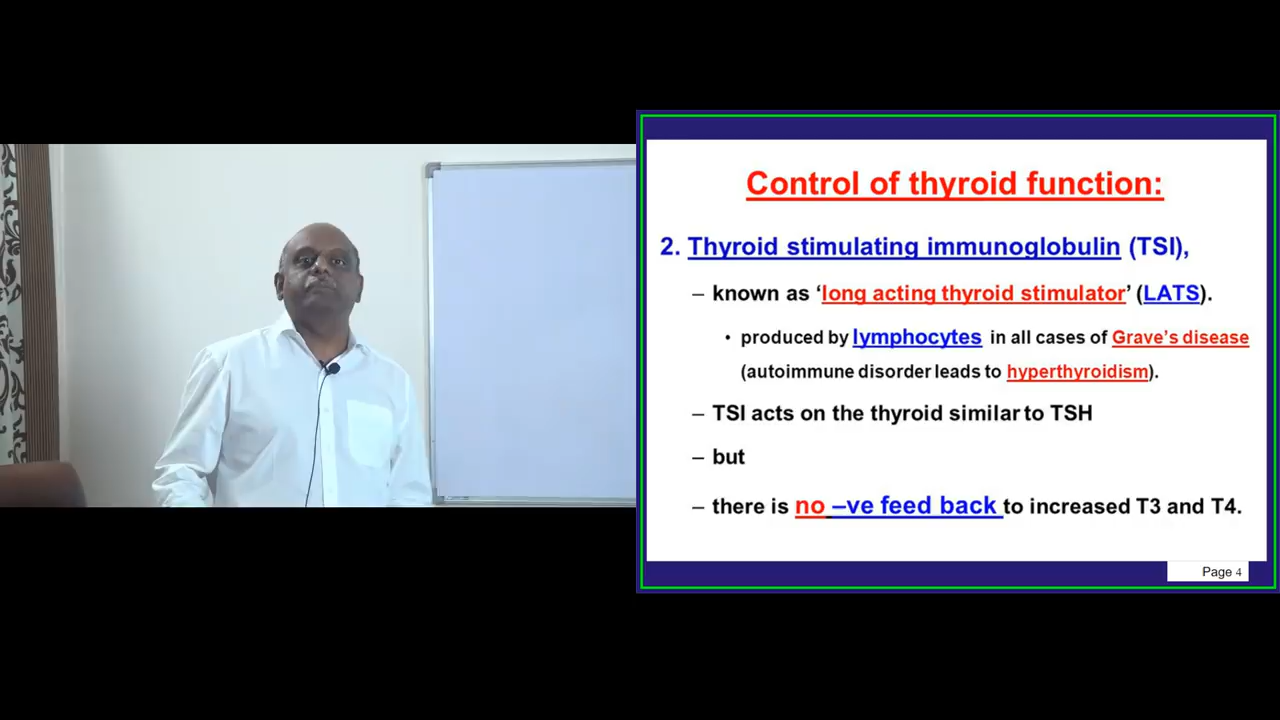 Control of thyroid function:
2. Thyroid stimulating immunoglobulin (TSI),
– known as ‘long acting thyroid stimulator’ (LATS).
• produced by lymphocytes in all cases of Grave’s disease
(autoimmune disorder leads to hyperthyroidism).
– TSI acts on the thyroid similar to TSH
– but
– there is no –ve feed back to increased T3 and T4.
Page 4